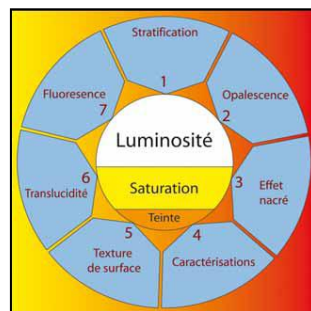 Stratification
1
Opalescence
2
Effet
nacré
3
Caractérisations
4
Texture
de surface
5
Translucidité
6
Fluoresence
7
Luminosité
Saturation
Teinte